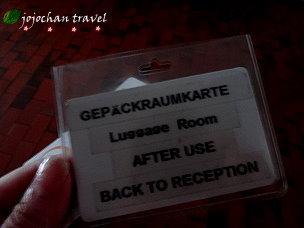 jojochan travel
GEPÄCKRAUMKARTE
Luggage Room
AFTER USE
BACK TO RECEPTION